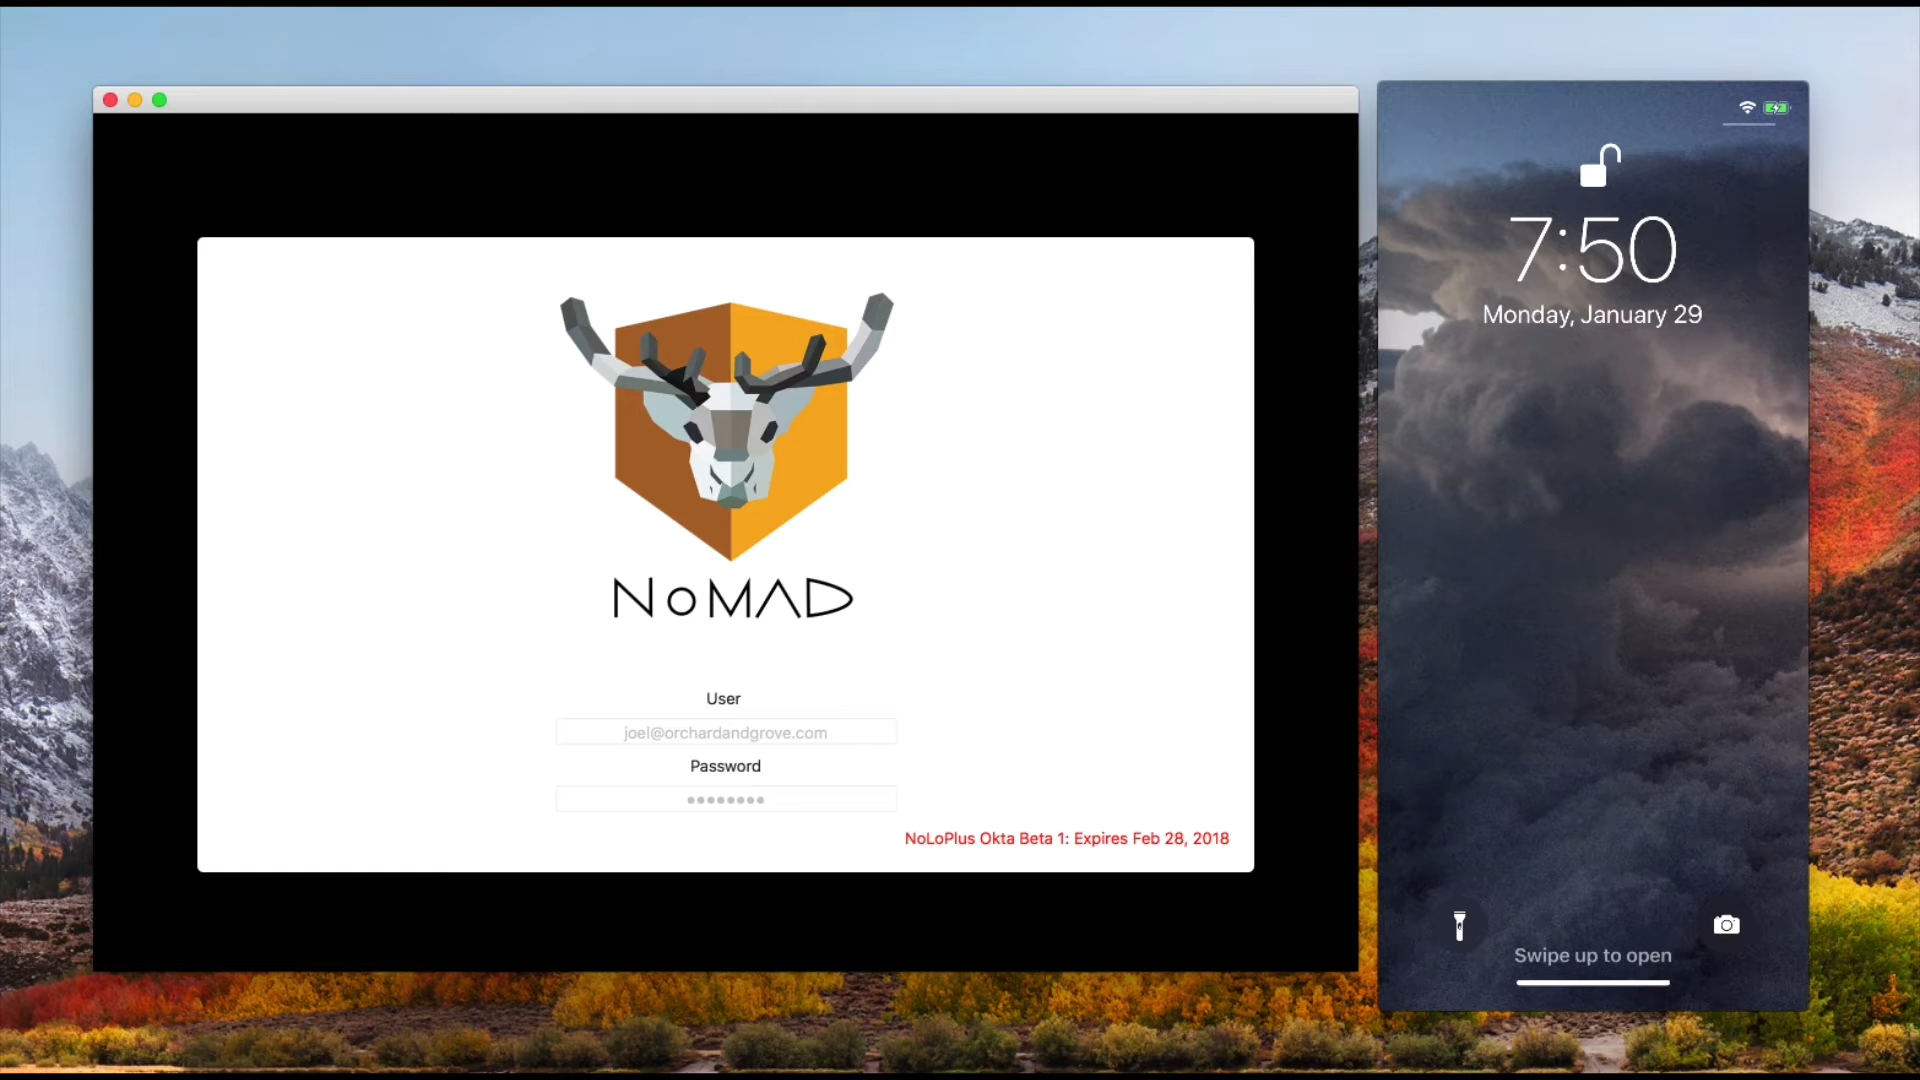 NoMAD
User
joel@orchardandgrove.com
Password
NoLoPlus Okta Beta 1: Expires Feb 28, 2018
7:50
Monday, January 29
Swipe up to open